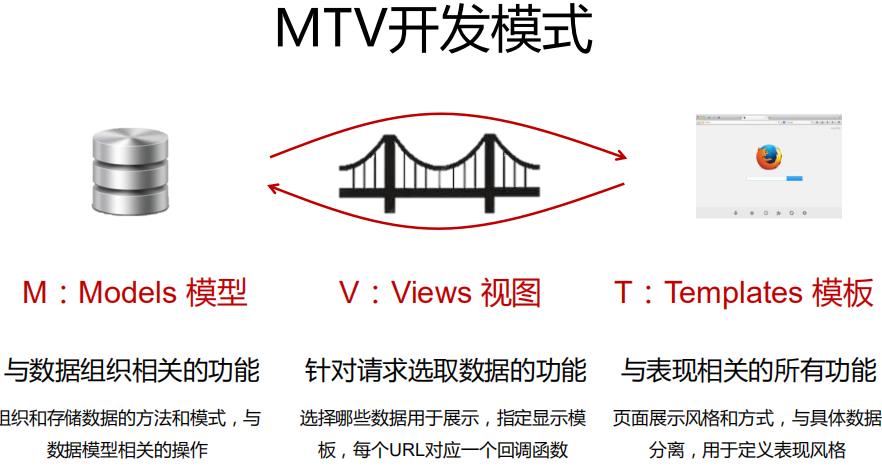 MTV开发模式
M：Models 模型
V：Views 视图
T：Templates 模板
与数据组织相关的功能
针对请求选取数据的功能
与表现相关的所有功能
组织和存储数据的方法和模式，与
数据模型相关的操作
选择哪些数据用于展示，指定显示模
板，每个URL对应一个回调函数
页面展示风格和方式，与具体数据
分离，用于定义表现风格